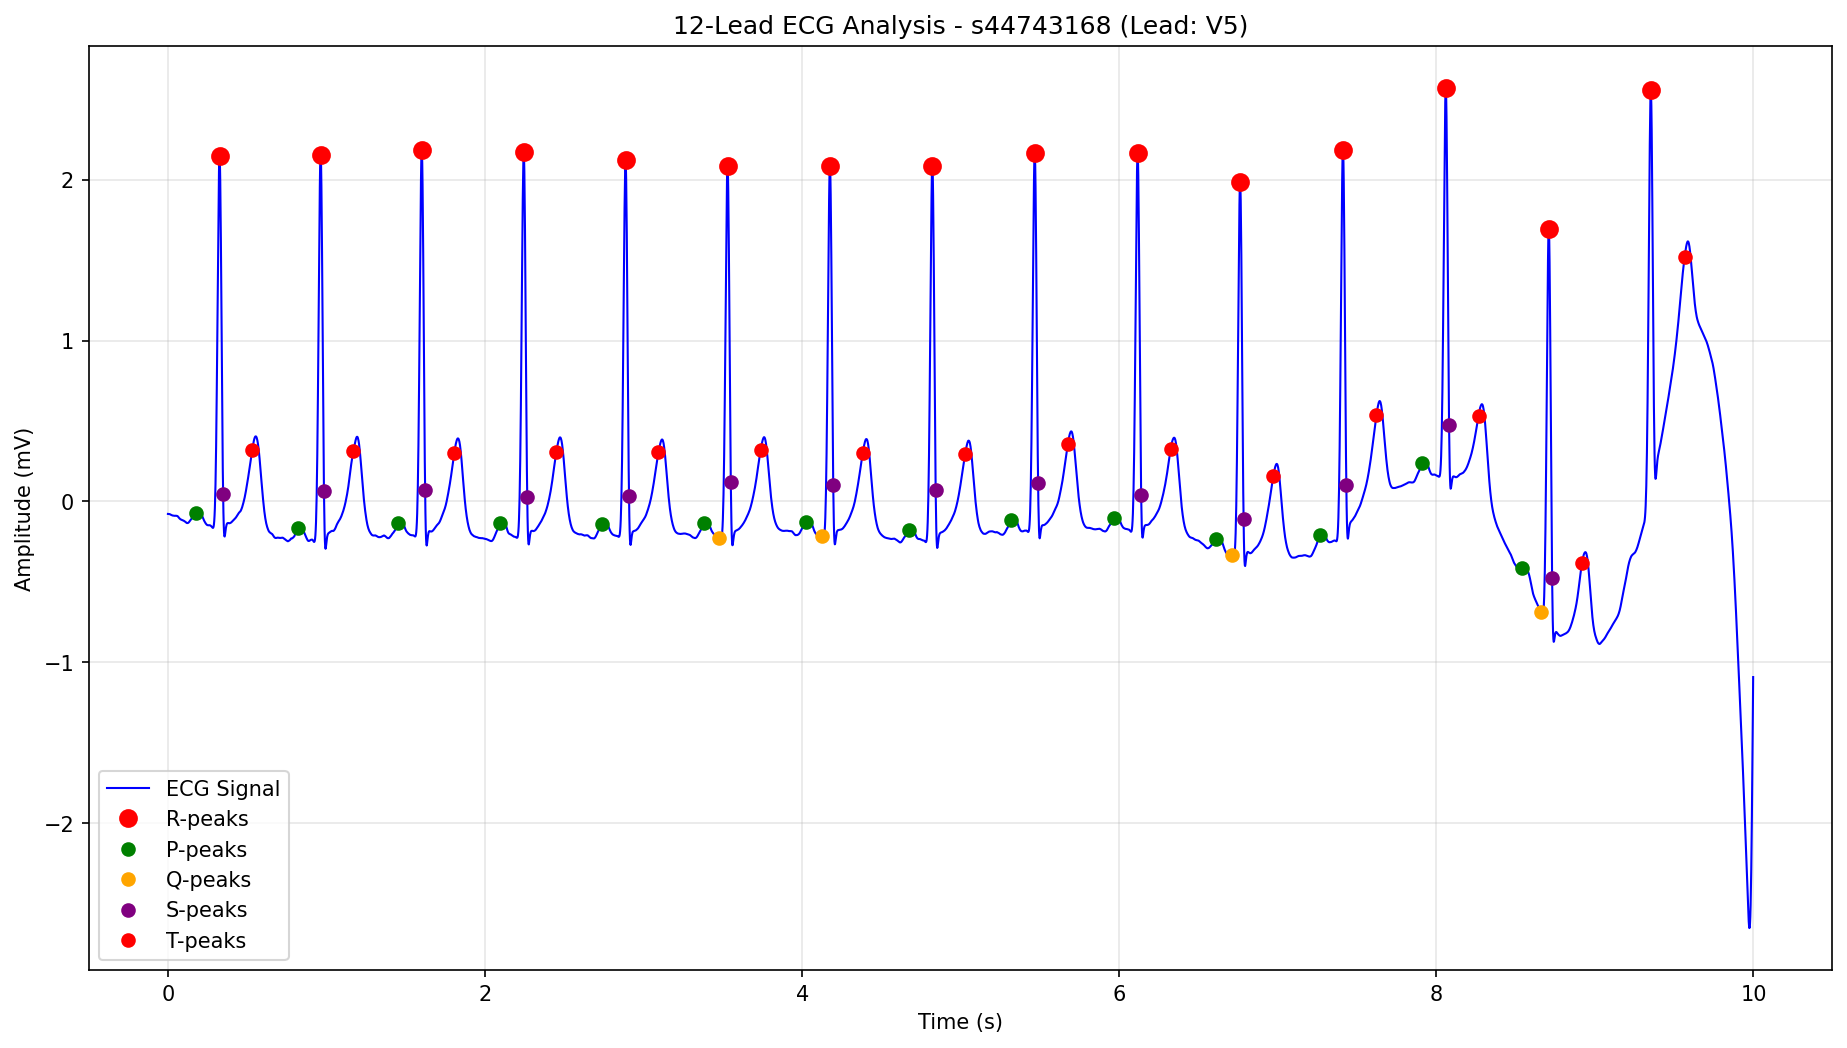 12-Lead ECG Analysis - s44743168 (Lead: V5)
Amplitude (mV)
2
1
0
−1
−2
ECG Signal
R-peaks
P-peaks
Q-peaks
S-peaks
T-peaks
0 2 4 6 8 10
Time (s)